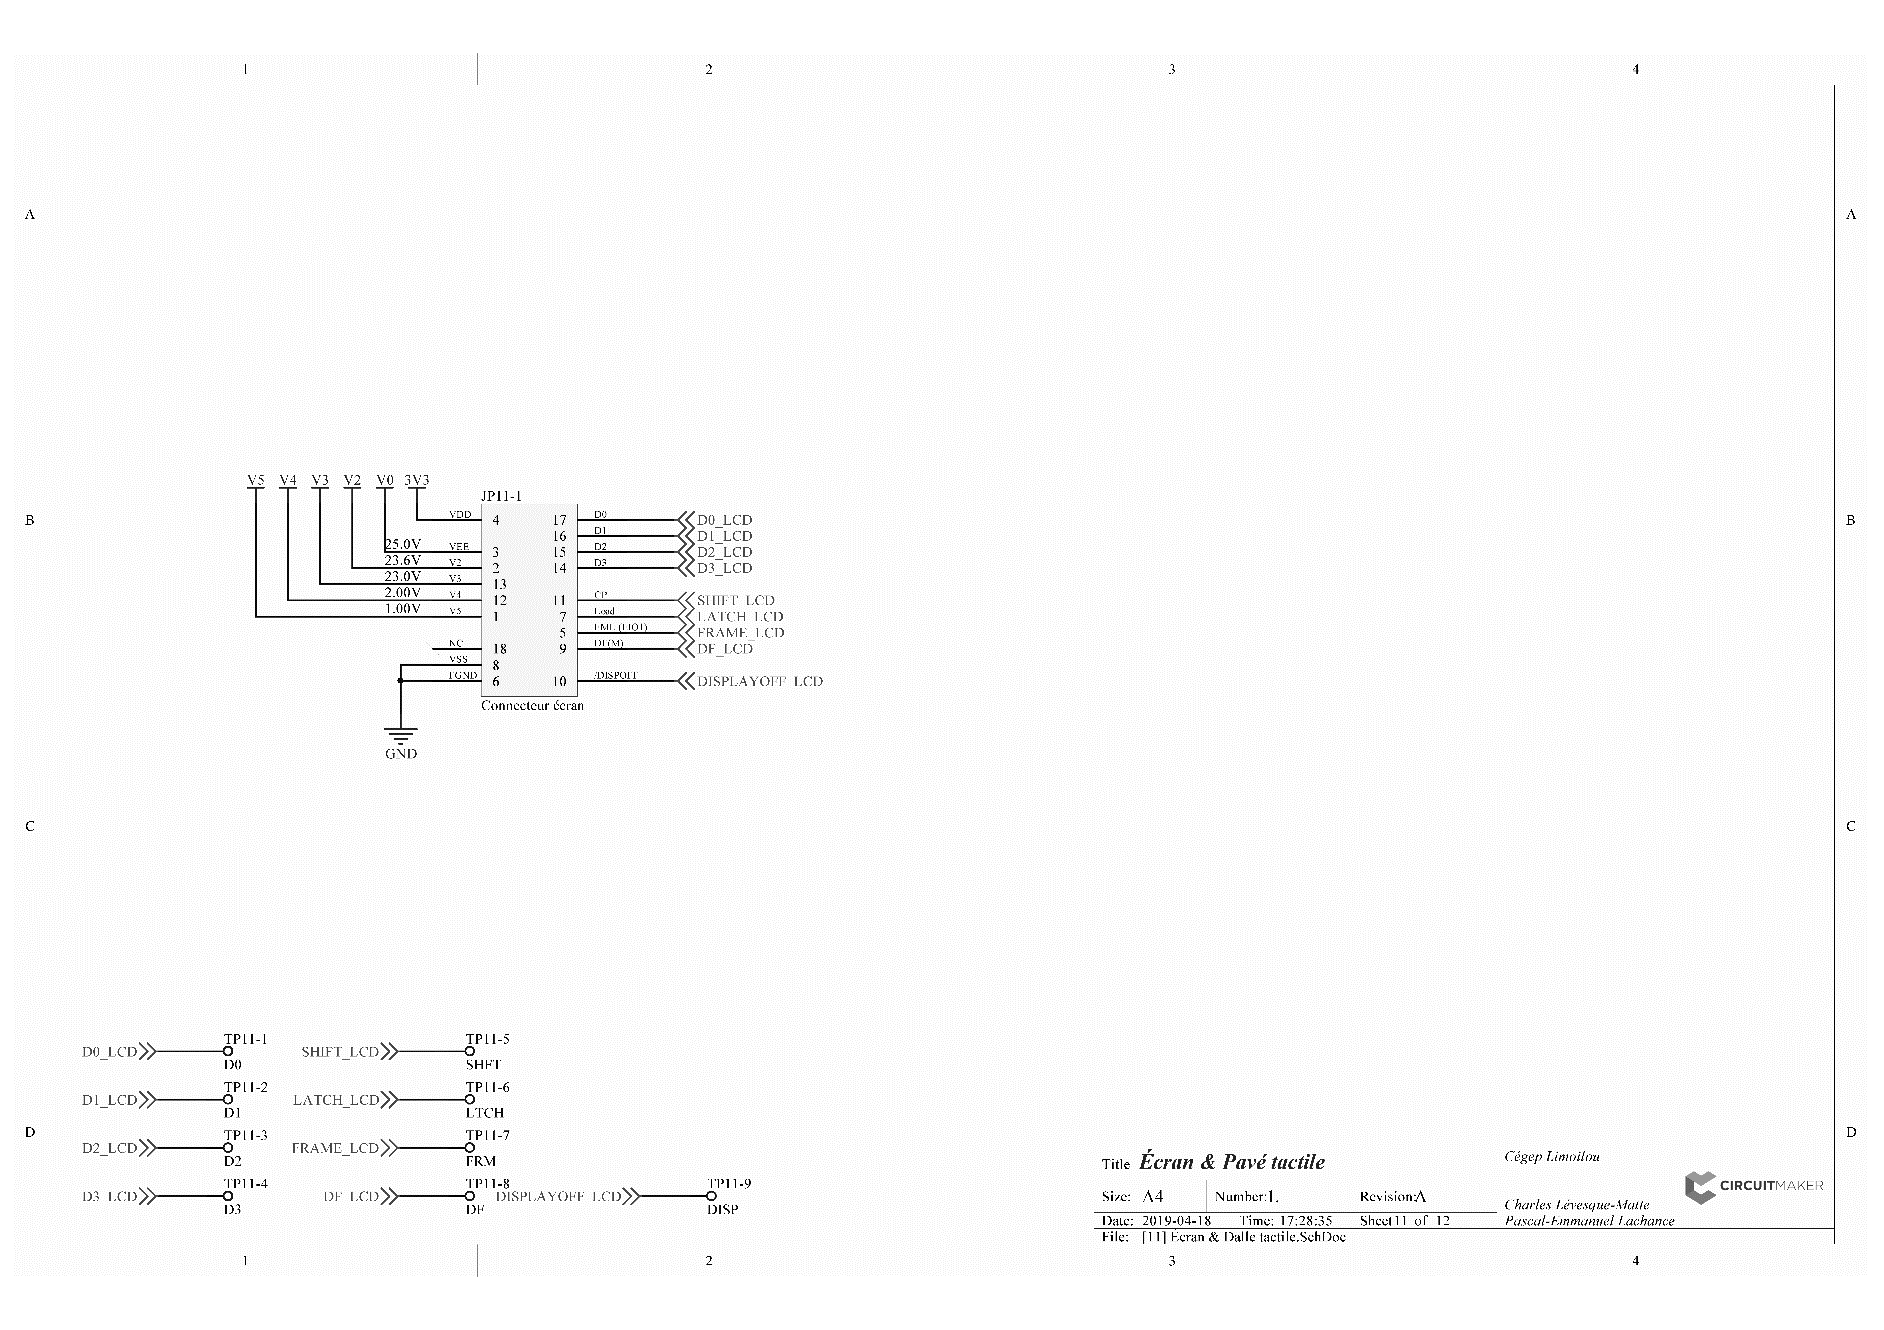 1 2 3 4
A A
V5 V4 V3 V2 V0 3V3
JP11-1
B B
VDD 4 17 D0 D0_LCD
16 D1 D1_LCD
25.0V VEE 3 15 D2 D2_LCD
23.6V V2 2 14 D3 D3_LCD
23.0V V3 13
2.00V V4 12 11 CP SHIFT_LCD
1.00V V5 1 7 Load LATCH_LCD
5 FRAME_LCD
NC 18 9 DF(M) DF_LCD
VSS 8
FGND 6 10 /DISPOFF DISPLAYOFF_LCD
Connecteur écran
GND
C C
TP11-1 TP11-5
D0_LCD SHIFT_LCD
D0 SHFT
TP11-2 TP11-6
D1_LCD LATCH_LCD
D1 LTCH
D D
TP11-3 TP11-7
D2_LCD FRAME_LCD
D2 FRM
TP11-4 TP11-8 TP11-9
D3_LCD DF_LCD DISPLAYOFF_LCD
D3 DF DISP
Title Écran & Pavé tactile
Cégep Limoilou
Size: A4 Number:1. Revision:A
CIRCUITMAKER
Charles Lévesque-Matte
Date: 2019-04-18 Time: 17:28:35 Sheet11 of 12
Pascal-Emmanuel Lachance
File: [11] Écran & Dalle tactile.SchDoc
1 2 3 4